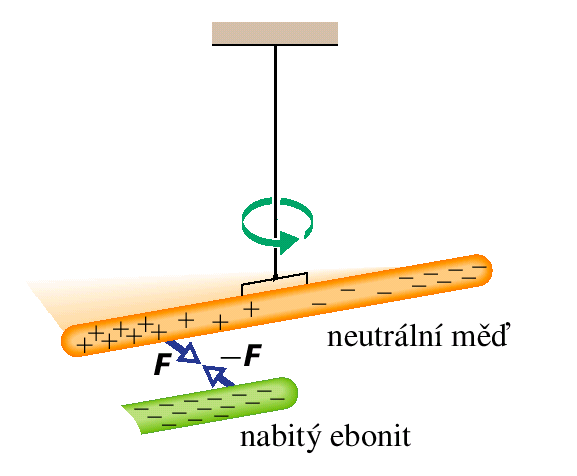 neutrální měď
F
−F
nabitý ebonit